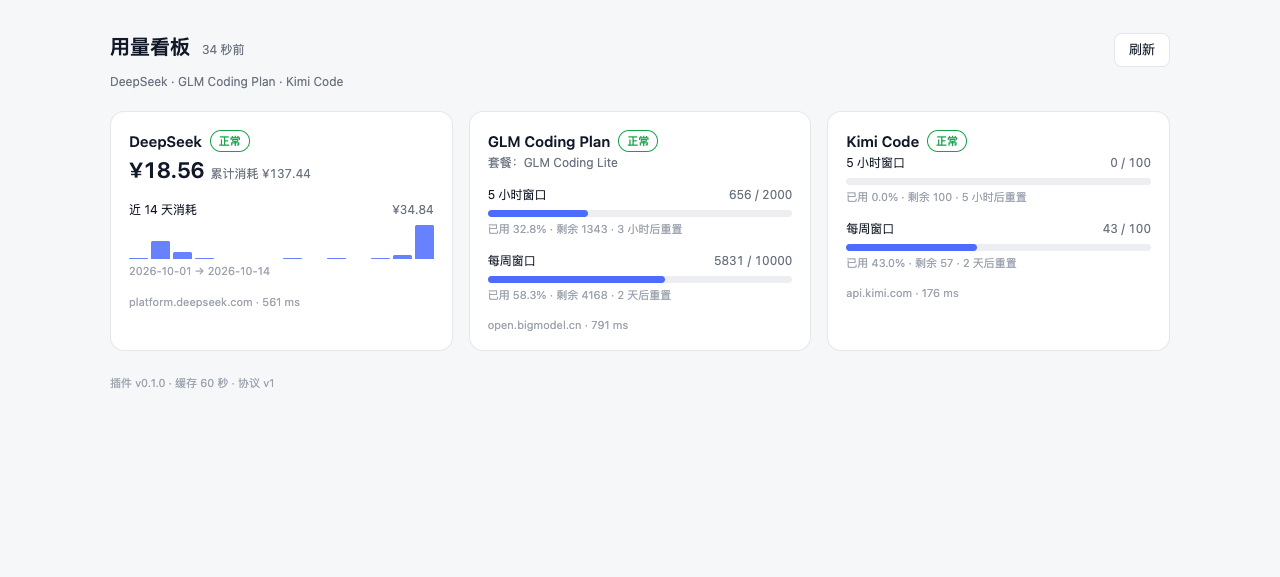 用量看板 34 秒前
刷新
DeepSeek · GLM Coding Plan · Kimi Code
DeepSeek 正常
¥18.56 累计消耗 ¥137.44
近 14 天消耗 ¥34.84
2026-10-01 → 2026-10-14
platform.deepseek.com · 561 ms
GLM Coding Plan 正常
套餐：GLM Coding Lite
5 小时窗口 656 / 2000
已用 32.8% · 剩余 1343 · 3 小时后重置
每周窗口 5831 / 10000
已用 58.3% · 剩余 4168 · 2 天后重置
open.bigmodel.cn · 791 ms
Kimi Code 正常
5 小时窗口 0 / 100
已用 0.0% · 剩余 100 · 5 小时后重置
每周窗口 43 / 100
已用 43.0% · 剩余 57 · 2 天后重置
api.kimi.com · 176 ms
插件 v0.1.0 · 缓存 60 秒 · 协议 v1